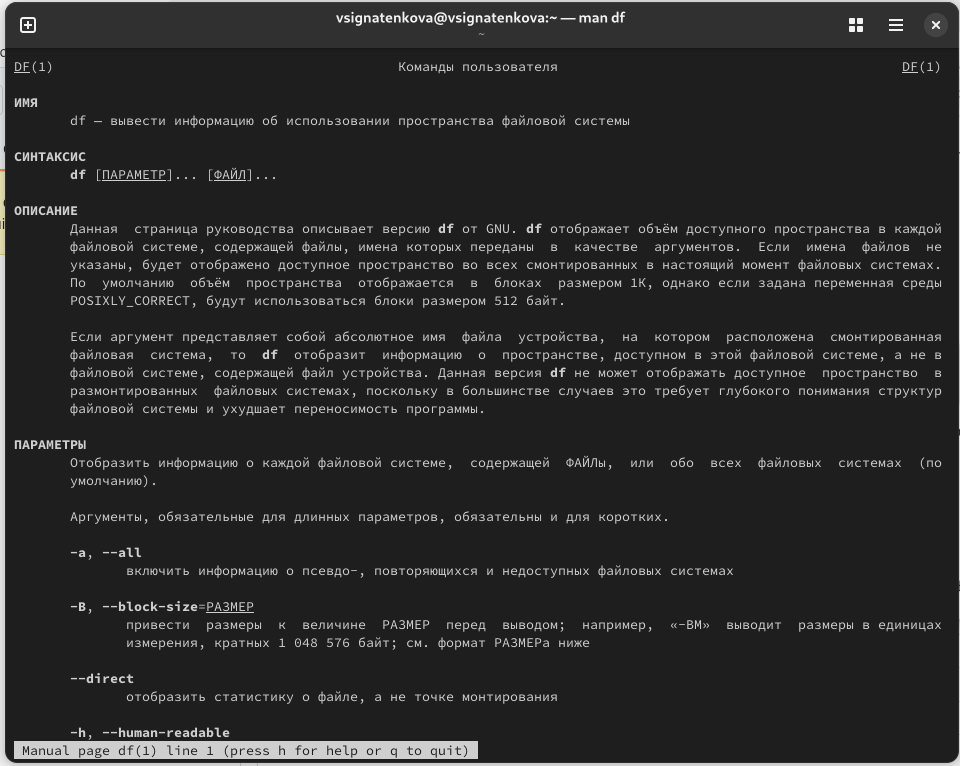 vsignatenkova@vsignatenkova:~ — man df
~
DF(1) Команды пользователя DF(1)
ИМЯ
df — вывести информацию об использовании пространства файловой системы
СИНТАКСИС
df [ПАРАМЕТР]... [ФАЙЛ]...
ОПИСАНИЕ
Данная страница руководства описывает версию df от GNU. df отображает объём доступного пространства в каждой
файловой системе, содержащей файлы, имена которых переданы в качестве аргументов. Если имена файлов не
указаны, будет отображено доступное пространство во всех смонтированных в настоящий момент файловых системах.
По умолчанию объём пространства отображается в блоках размером 1K, однако если задана переменная среды
POSIXLY_CORRECT, будут использоваться блоки размером 512 байт.
Если аргумент представляет собой абсолютное имя файла устройства, на котором расположена смонтированная
файловая система, то df отобразит информацию о пространстве, доступном в этой файловой системе, а не в
файловой системе, содержащей файл устройства. Данная версия df не может отображать доступное пространство в
размонтированных файловых системах, поскольку в большинстве случаев это требует глубокого понимания структур
файловой системы и ухудшает переносимость программы.
ПАРАМЕТРЫ
Отобразить информацию о каждой файловой системе, содержащей ФАЙЛы, или обо всех файловых системах (по
умолчанию).
Аргументы, обязательные для длинных параметров, обязательны и для коротких.
-a, --all
включить информацию о псевдо-, повторяющихся и недоступных файловых системах
-B, --block-size=РАЗМЕР
привести размеры к величине РАЗМЕР перед выводом; например, «-BM» выводит размеры в единицах
измерения, кратных 1 048 576 байт; см. формат РАЗМЕРа ниже
--direct
отобразить статистику о файле, а не точке монтирования
-h, --human-readable
Manual page df(1) line 1 (press h for help or q to quit)